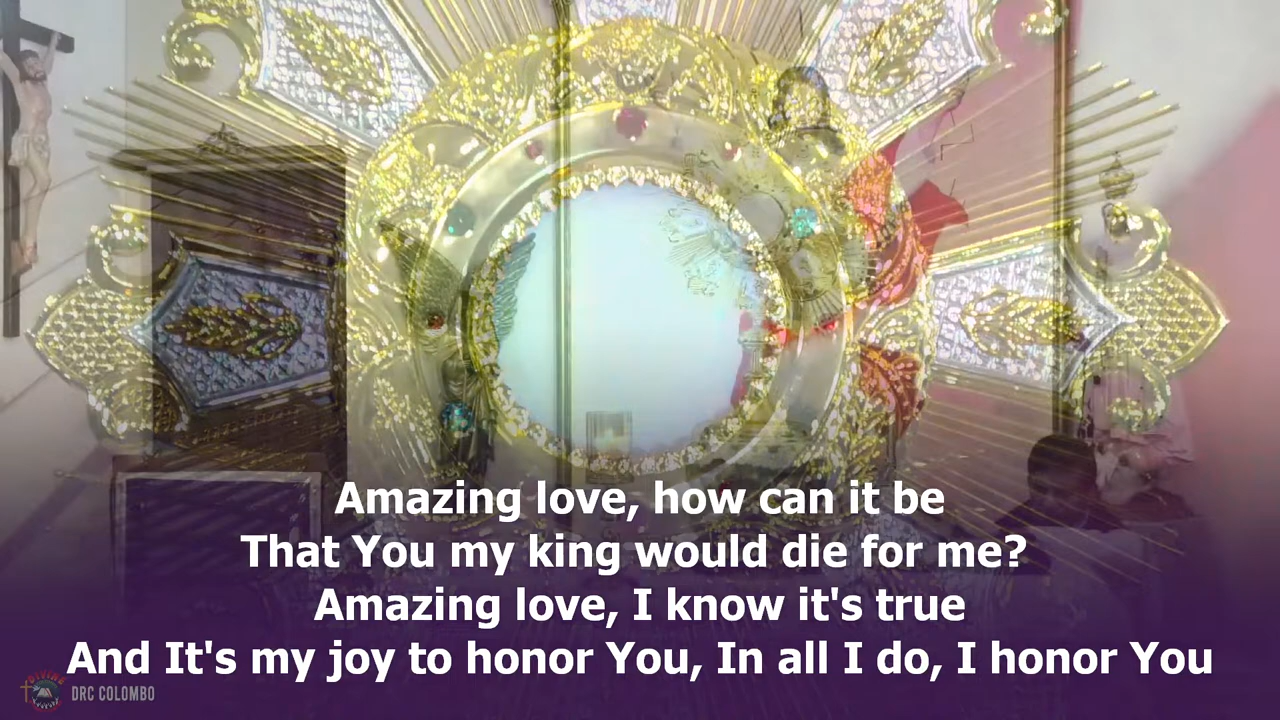 Amazing love, how can it be
That You my king would die for me?
Amazing love, I know it's true
And It's my joy to honor You, In all I do, I honor You
DIVINE
DRC COLOMBO